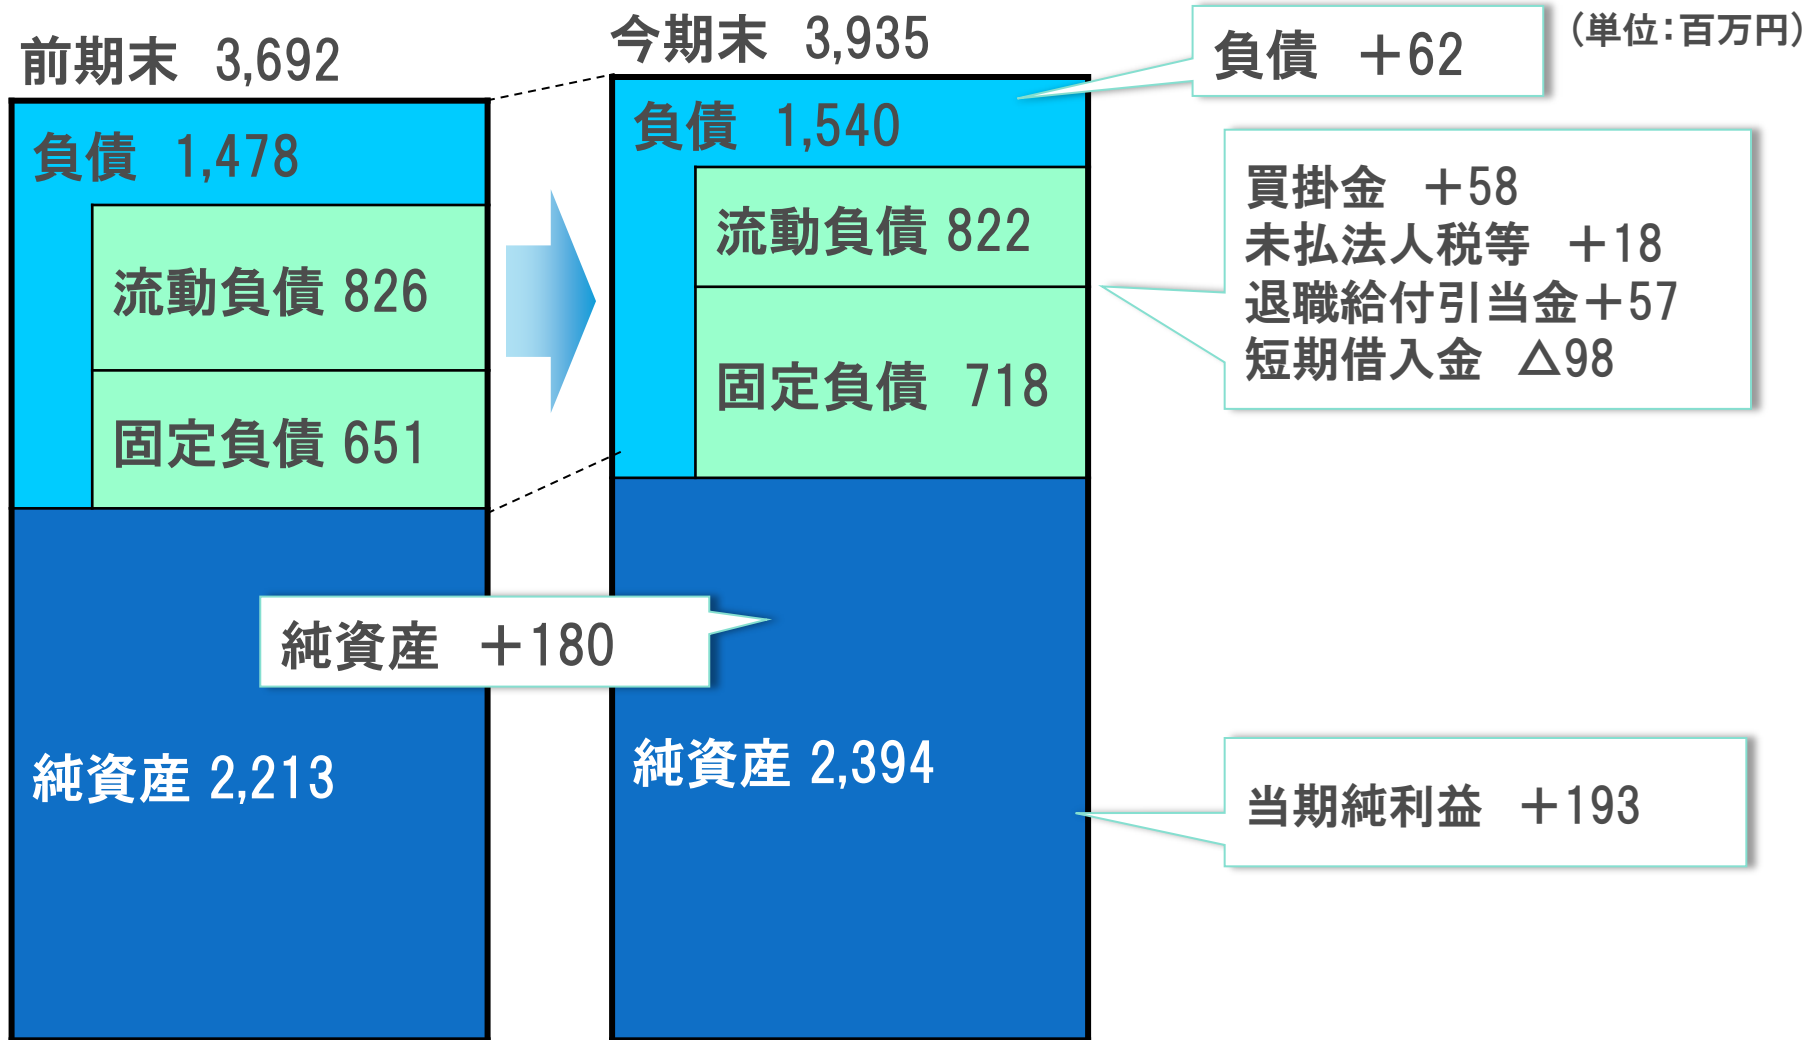 (単位:百万円)
前期末 3,692
負債 1,478
流動負債 826
固定負債 651
純資産 2,213
今期末 3,935
負債 1,540
流動負債 822
固定負債 718
純資産 2,394
負債 +62
買掛金 +58
未払法人税等 +18
退職給付引当金+57
短期借入金 △98
純資産 +180
当期純利益 +193